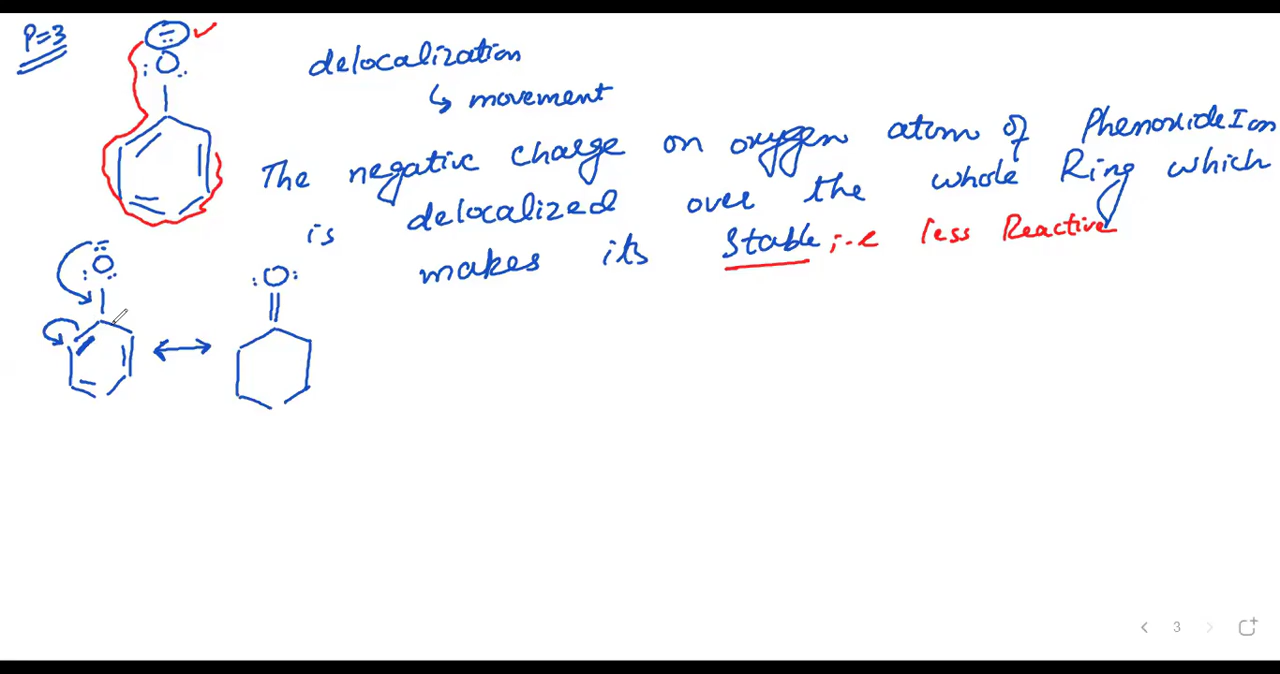 P=3
delocalization
↳ movement
The negative charge on oxygen atom of Phenoxide Ion
is delocalized over the whole Ring which
makes its Stable i.e less Reactive
:O:
:O:
:O:
3